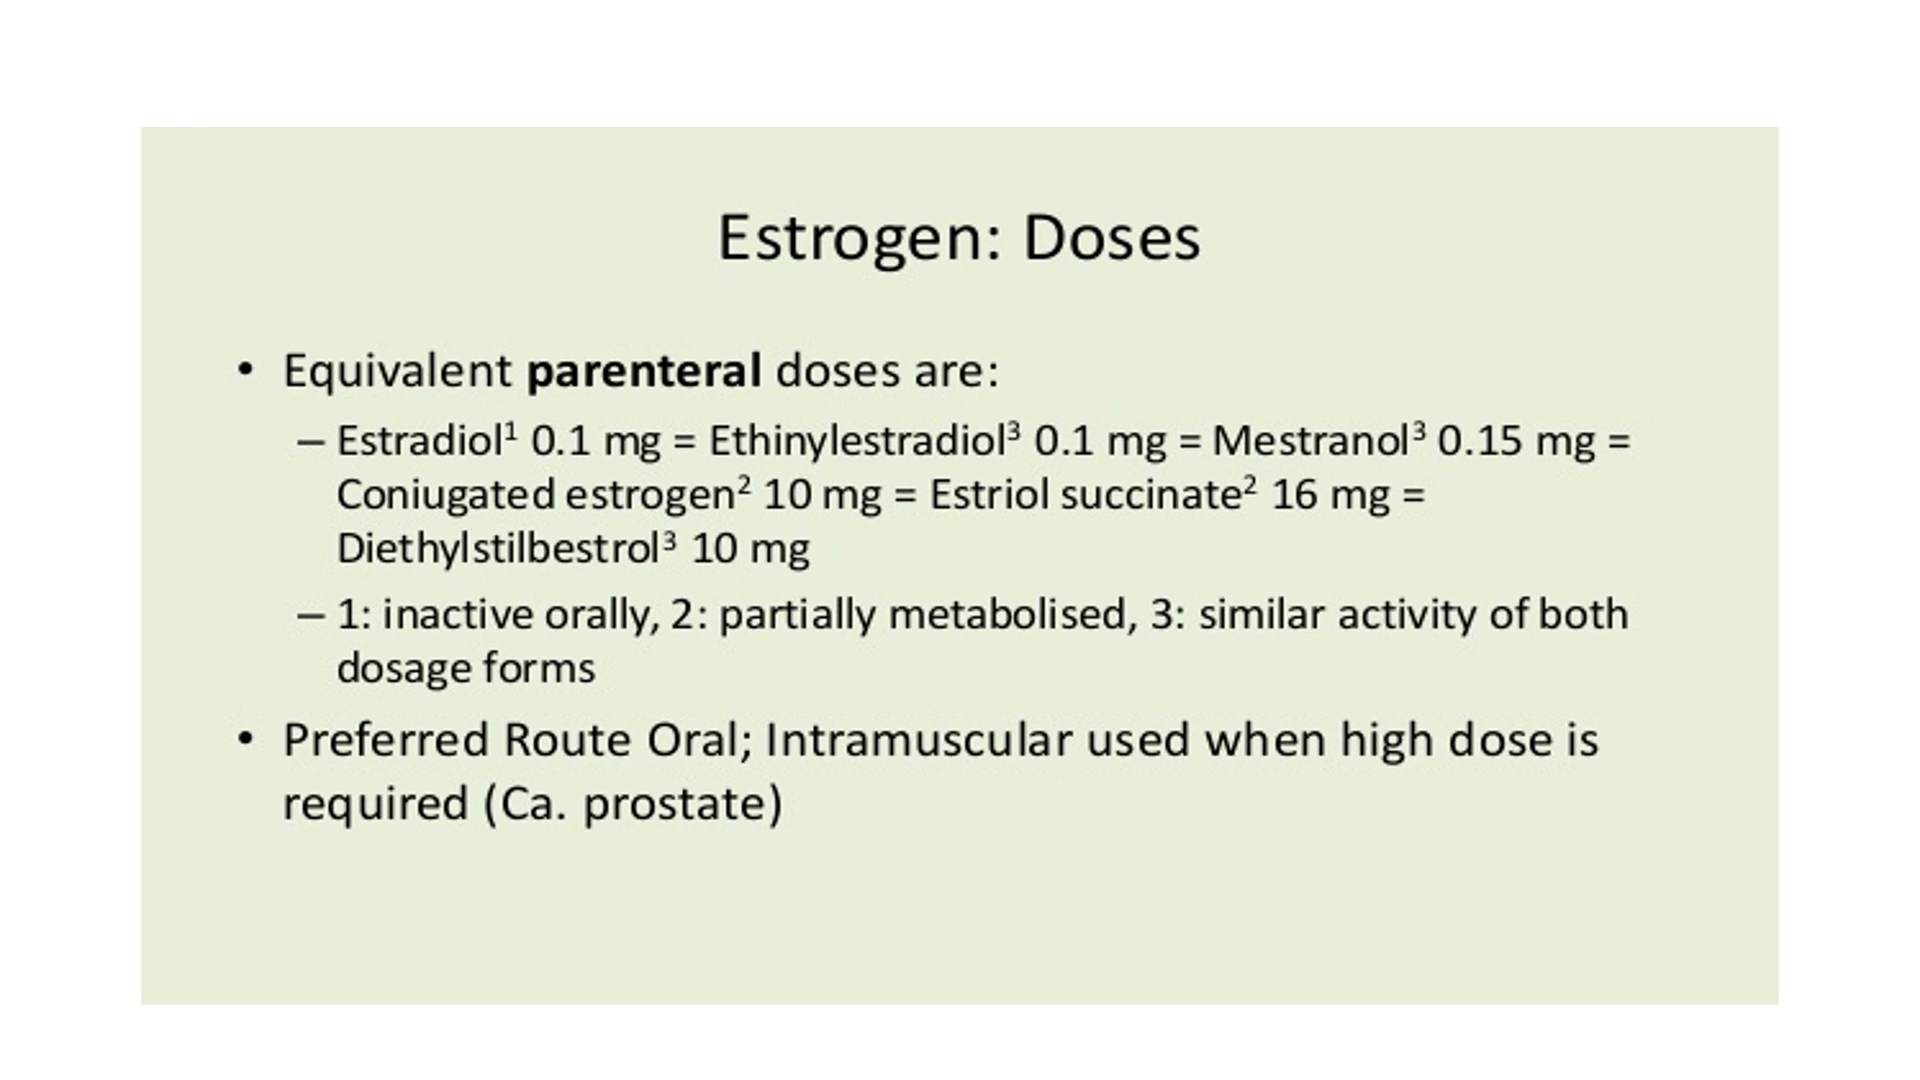 Estrogen: Doses
• Equivalent parenteral doses are:
– Estradiol¹ 0.1 mg = Ethinylestradiol³ 0.1 mg = Mestranol³ 0.15 mg =
Coniugated estrogen² 10 mg = Estriol succinate² 16 mg =
Diethylstilbestrol³ 10 mg
– 1: inactive orally, 2: partially metabolised, 3: similar activity of both
dosage forms
• Preferred Route Oral; Intramuscular used when high dose is
required (Ca. prostate)